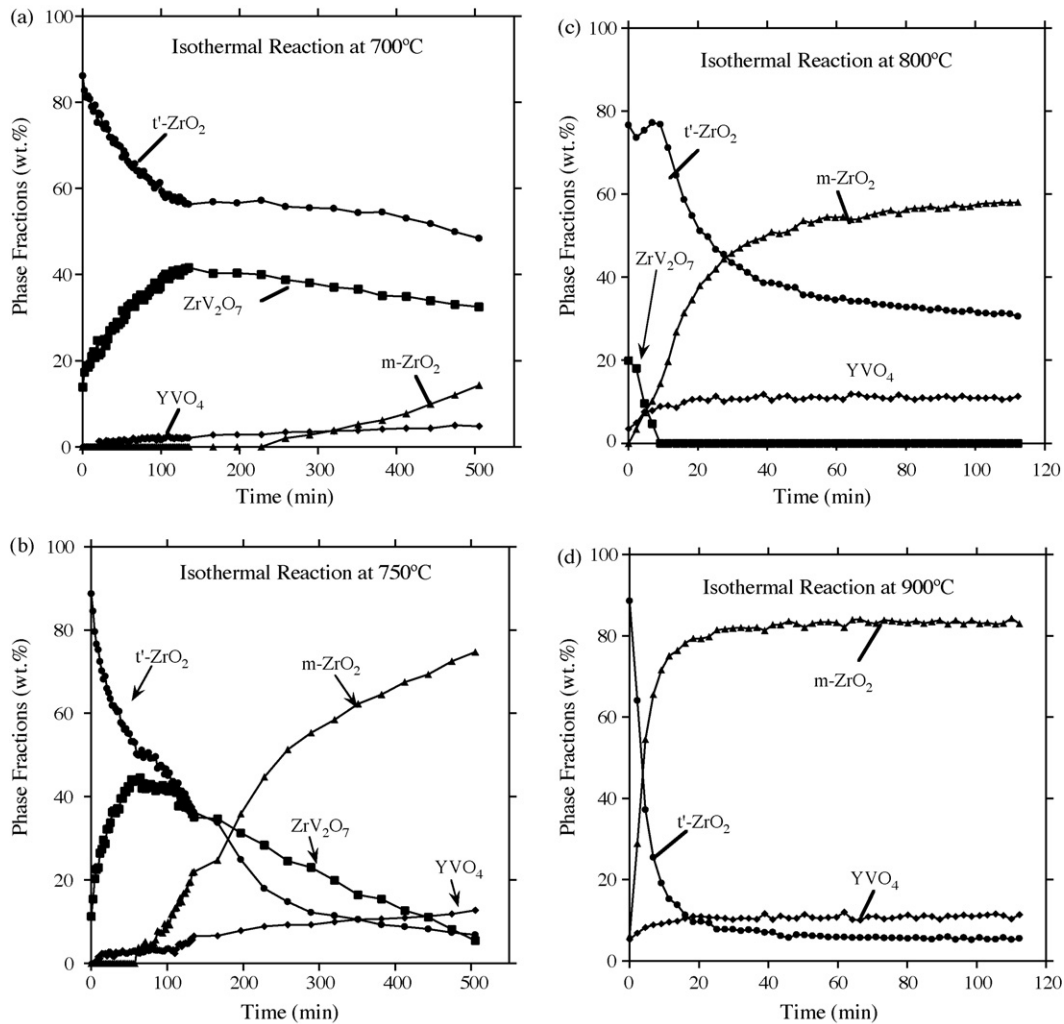 (a)
Isothermal Reaction at 700ºC
Phase Fractions (wt.%)
100
80
60
40
20
0
t'-ZrO₂
ZrV₂O₇
m-ZrO₂
YVO₄
0 100 200 300 400 500
Time (min)
(c)
Isothermal Reaction at 800ºC
Phase Fractions (wt.%)
100
80
60
40
20
0
t'-ZrO₂
m-ZrO₂
ZrV₂O₇
YVO₄
0 20 40 60 80 100 120
Time (min)
(b)
Isothermal Reaction at 750ºC
Phase Fractions (wt.%)
100
80
60
40
20
0
t'-ZrO₂
m-ZrO₂
ZrV₂O₇
YVO₄
0 100 200 300 400 500
Time (min)
(d)
Isothermal Reaction at 900ºC
Phase Fractions (wt.%)
100
80
60
40
20
0
m-ZrO₂
t'-ZrO₂
YVO₄
0 20 40 60 80 100 120
Time (min)